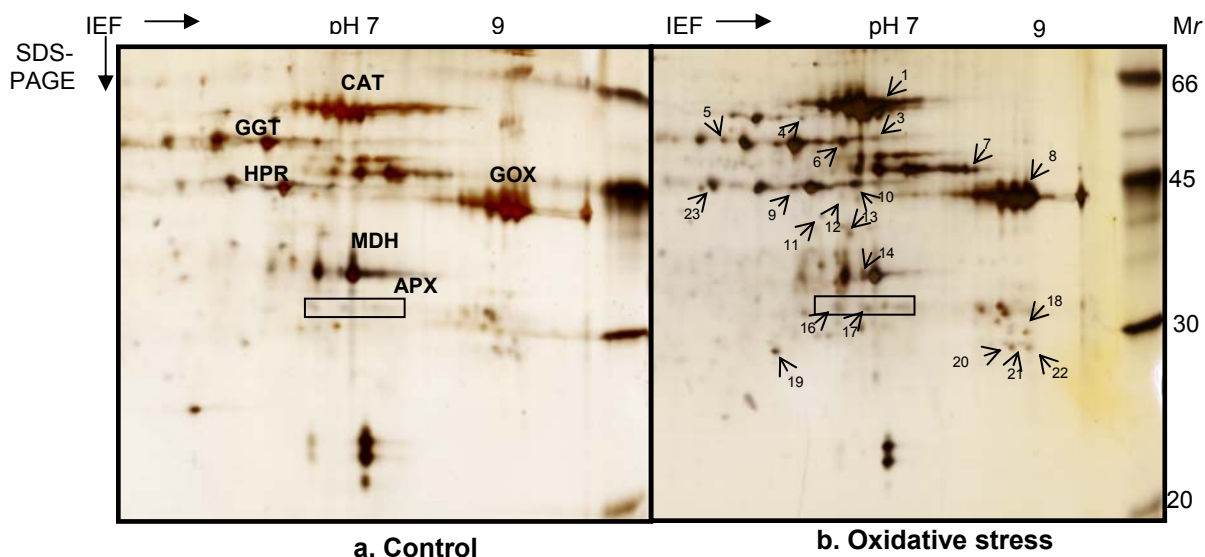 IEF pH 7 9 IEF pH 7 9 Mr
SDS-
PAGE
66
CAT 1
GGT 5 4 3
6 7
HPR GOX 8 45
23 9 10
12 13
11
MDH 14
APX
18
16 17 30
20 21 22
19
20
a. Control b. Oxidative stress